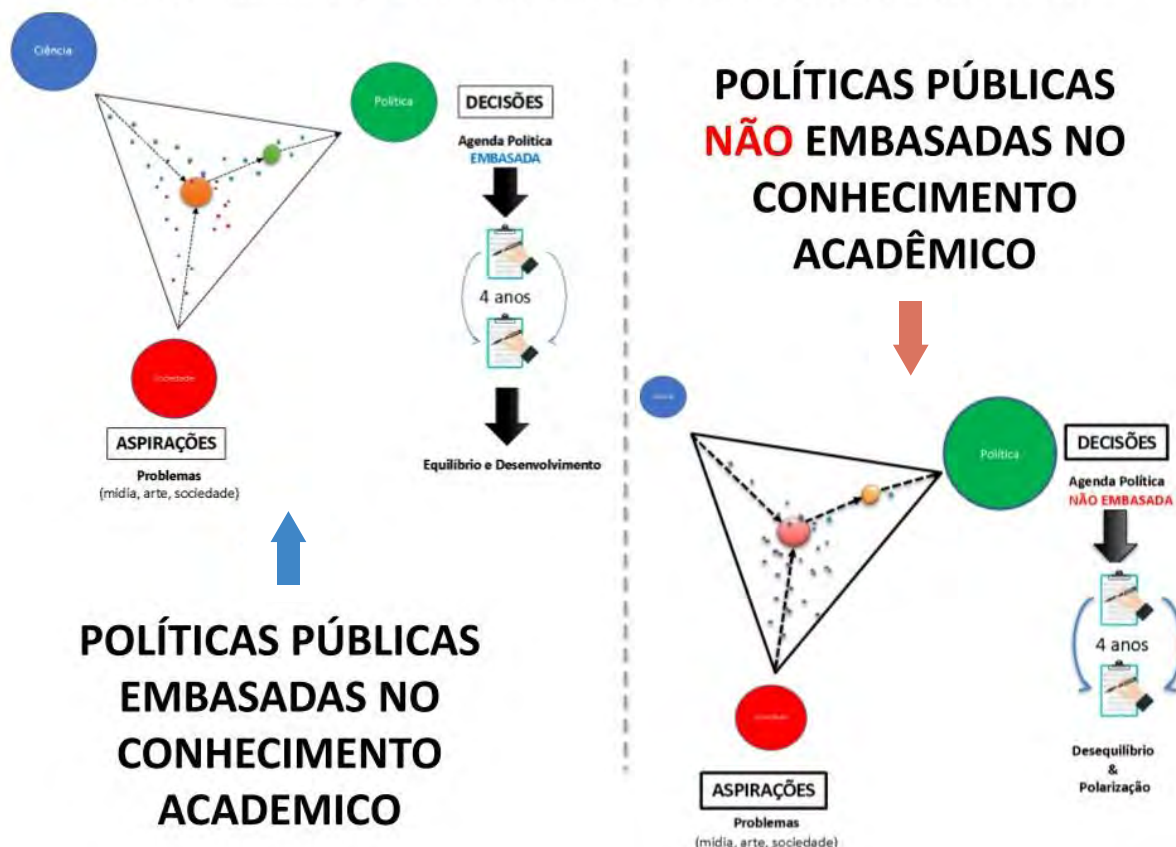 Ciência
Política
DECISÕES
Agenda Política
EMBASADA
4 anos
Equilíbrio e Desenvolvimento
Sociedade
ASPIRAÇÕES
Problemas
(mídia, arte, sociedade)
POLÍTICAS PÚBLICAS
EMBASADAS NO
CONHECIMENTO
ACADEMICO
POLÍTICAS PÚBLICAS
NÃO EMBASADAS NO
CONHECIMENTO
ACADÊMICO
Política
DECISÕES
Agenda Política
NÃO EMBASADA
4 anos
Desequilíbrio
&
Polarização
ASPIRAÇÕES
Problemas
(mídia, arte, sociedade)